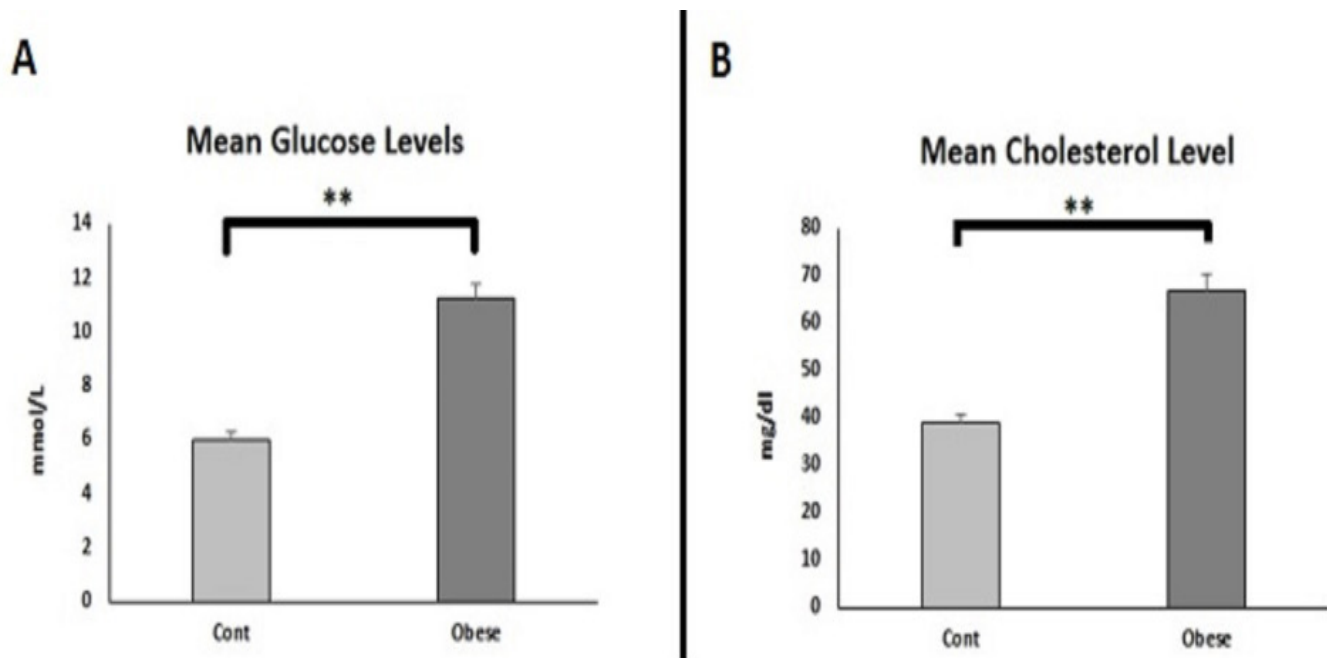 A
Mean Glucose Levels
**
14
12
10
8
6
4
2
0
mmol/L
Cont
Obese
B
Mean Cholesterol Level
**
80
70
60
50
40
30
20
10
0
mg/dl
Cont
Obese